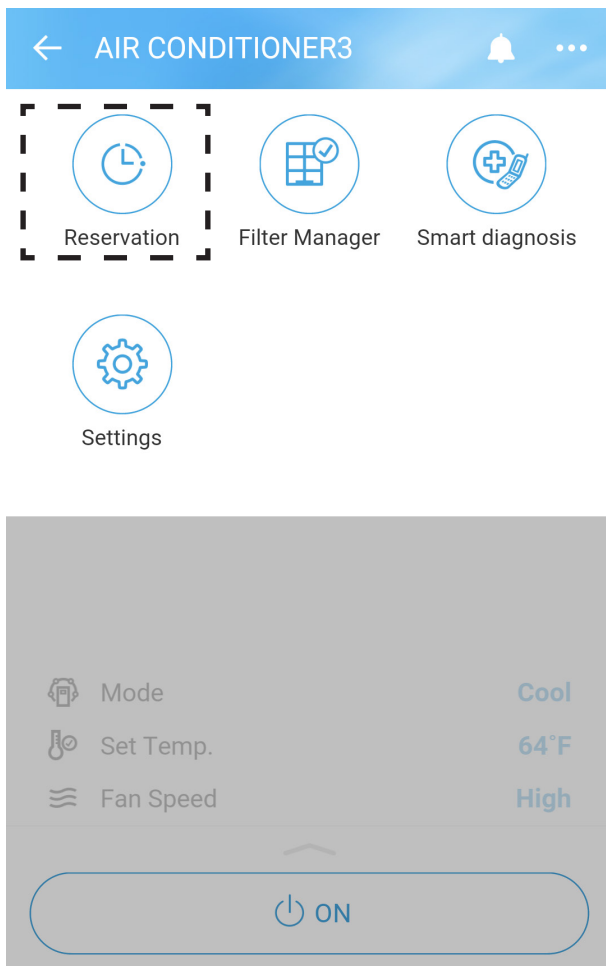 AIR CONDITIONER3
Reservation Filter Manager Smart diagnosis
Settings
Mode Cool
Set Temp. 64°F
Fan Speed High
ON